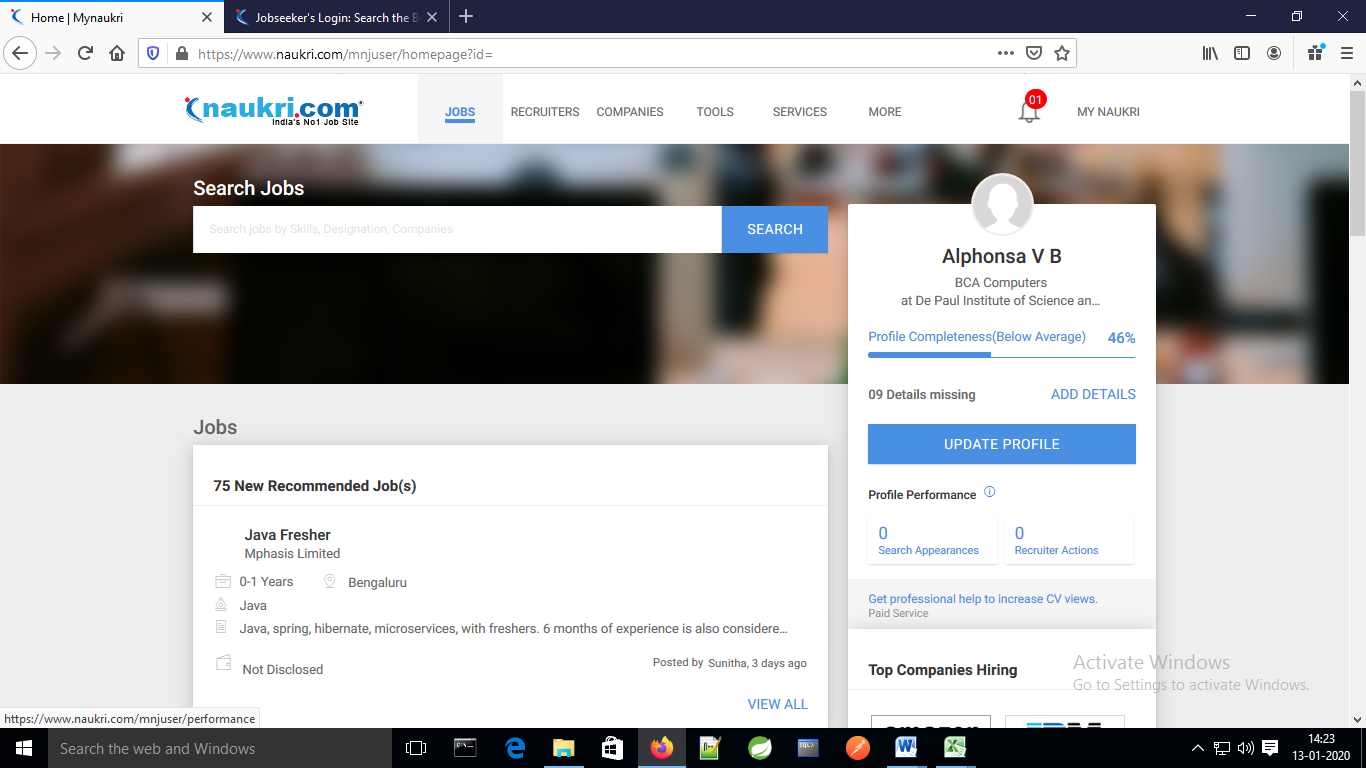 Home | Mynaukri
Jobseeker's Login: Search the B
https://www.naukri.com/mnjuser/homepage?id=
naukri.com
India's No1 Job Site
JOBS
RECRUITERS
COMPANIES
TOOLS
SERVICES
MORE
01
MY NAUKRI
Search Jobs
Search jobs by Skills, Designation, Companies
SEARCH
Alphonsa V B
BCA Computers
at De Paul Institute of Science an...
Profile Completeness(Below Average) 46%
09 Details missing
ADD DETAILS
UPDATE PROFILE
Profile Performance
0
Search Appearances
0
Recruiter Actions
Get professional help to increase CV views.
Paid Service
Top Companies Hiring
amazon
IBM
Jobs
75 New Recommended Job(s)
Java Fresher
Mphasis Limited
0-1 Years
Bengaluru
Java
Java, spring, hibernate, microservices, with freshers. 6 months of experience is also considere...
Not Disclosed
Posted by Sunitha, 3 days ago
VIEW ALL
Activate Windows
Go to Settings to activate Windows.
https://www.naukri.com/mnjuser/performance
Search the web and Windows
14:23
13-01-2020